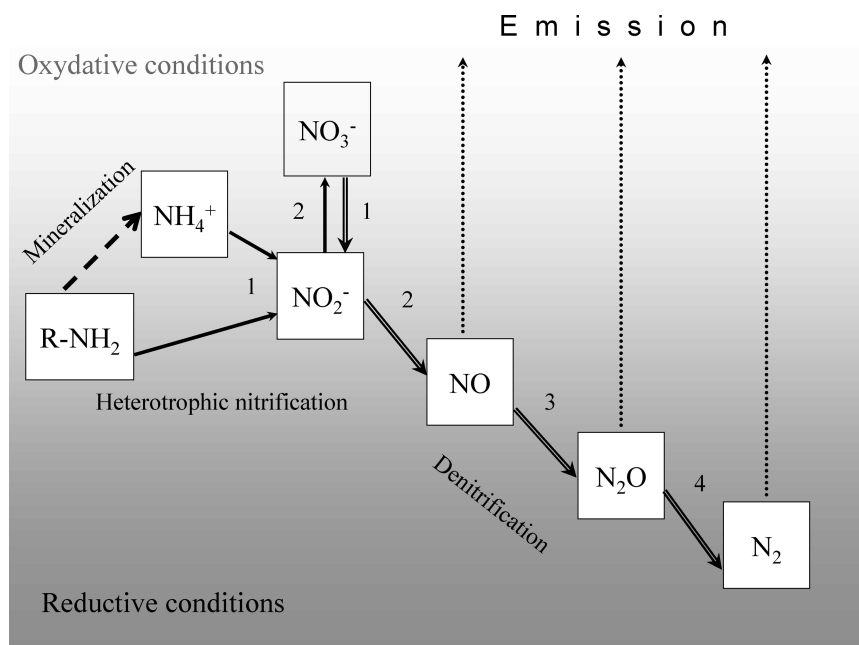 E m i s s i o n
Oxydative conditions
NO₃⁻
Mineralization
NH₄⁺
2
1
1
NO₂⁻
2
R-NH₂
NO
3
Heterotrophic nitrification
Denitrification
N₂O
4
N₂
Reductive conditions